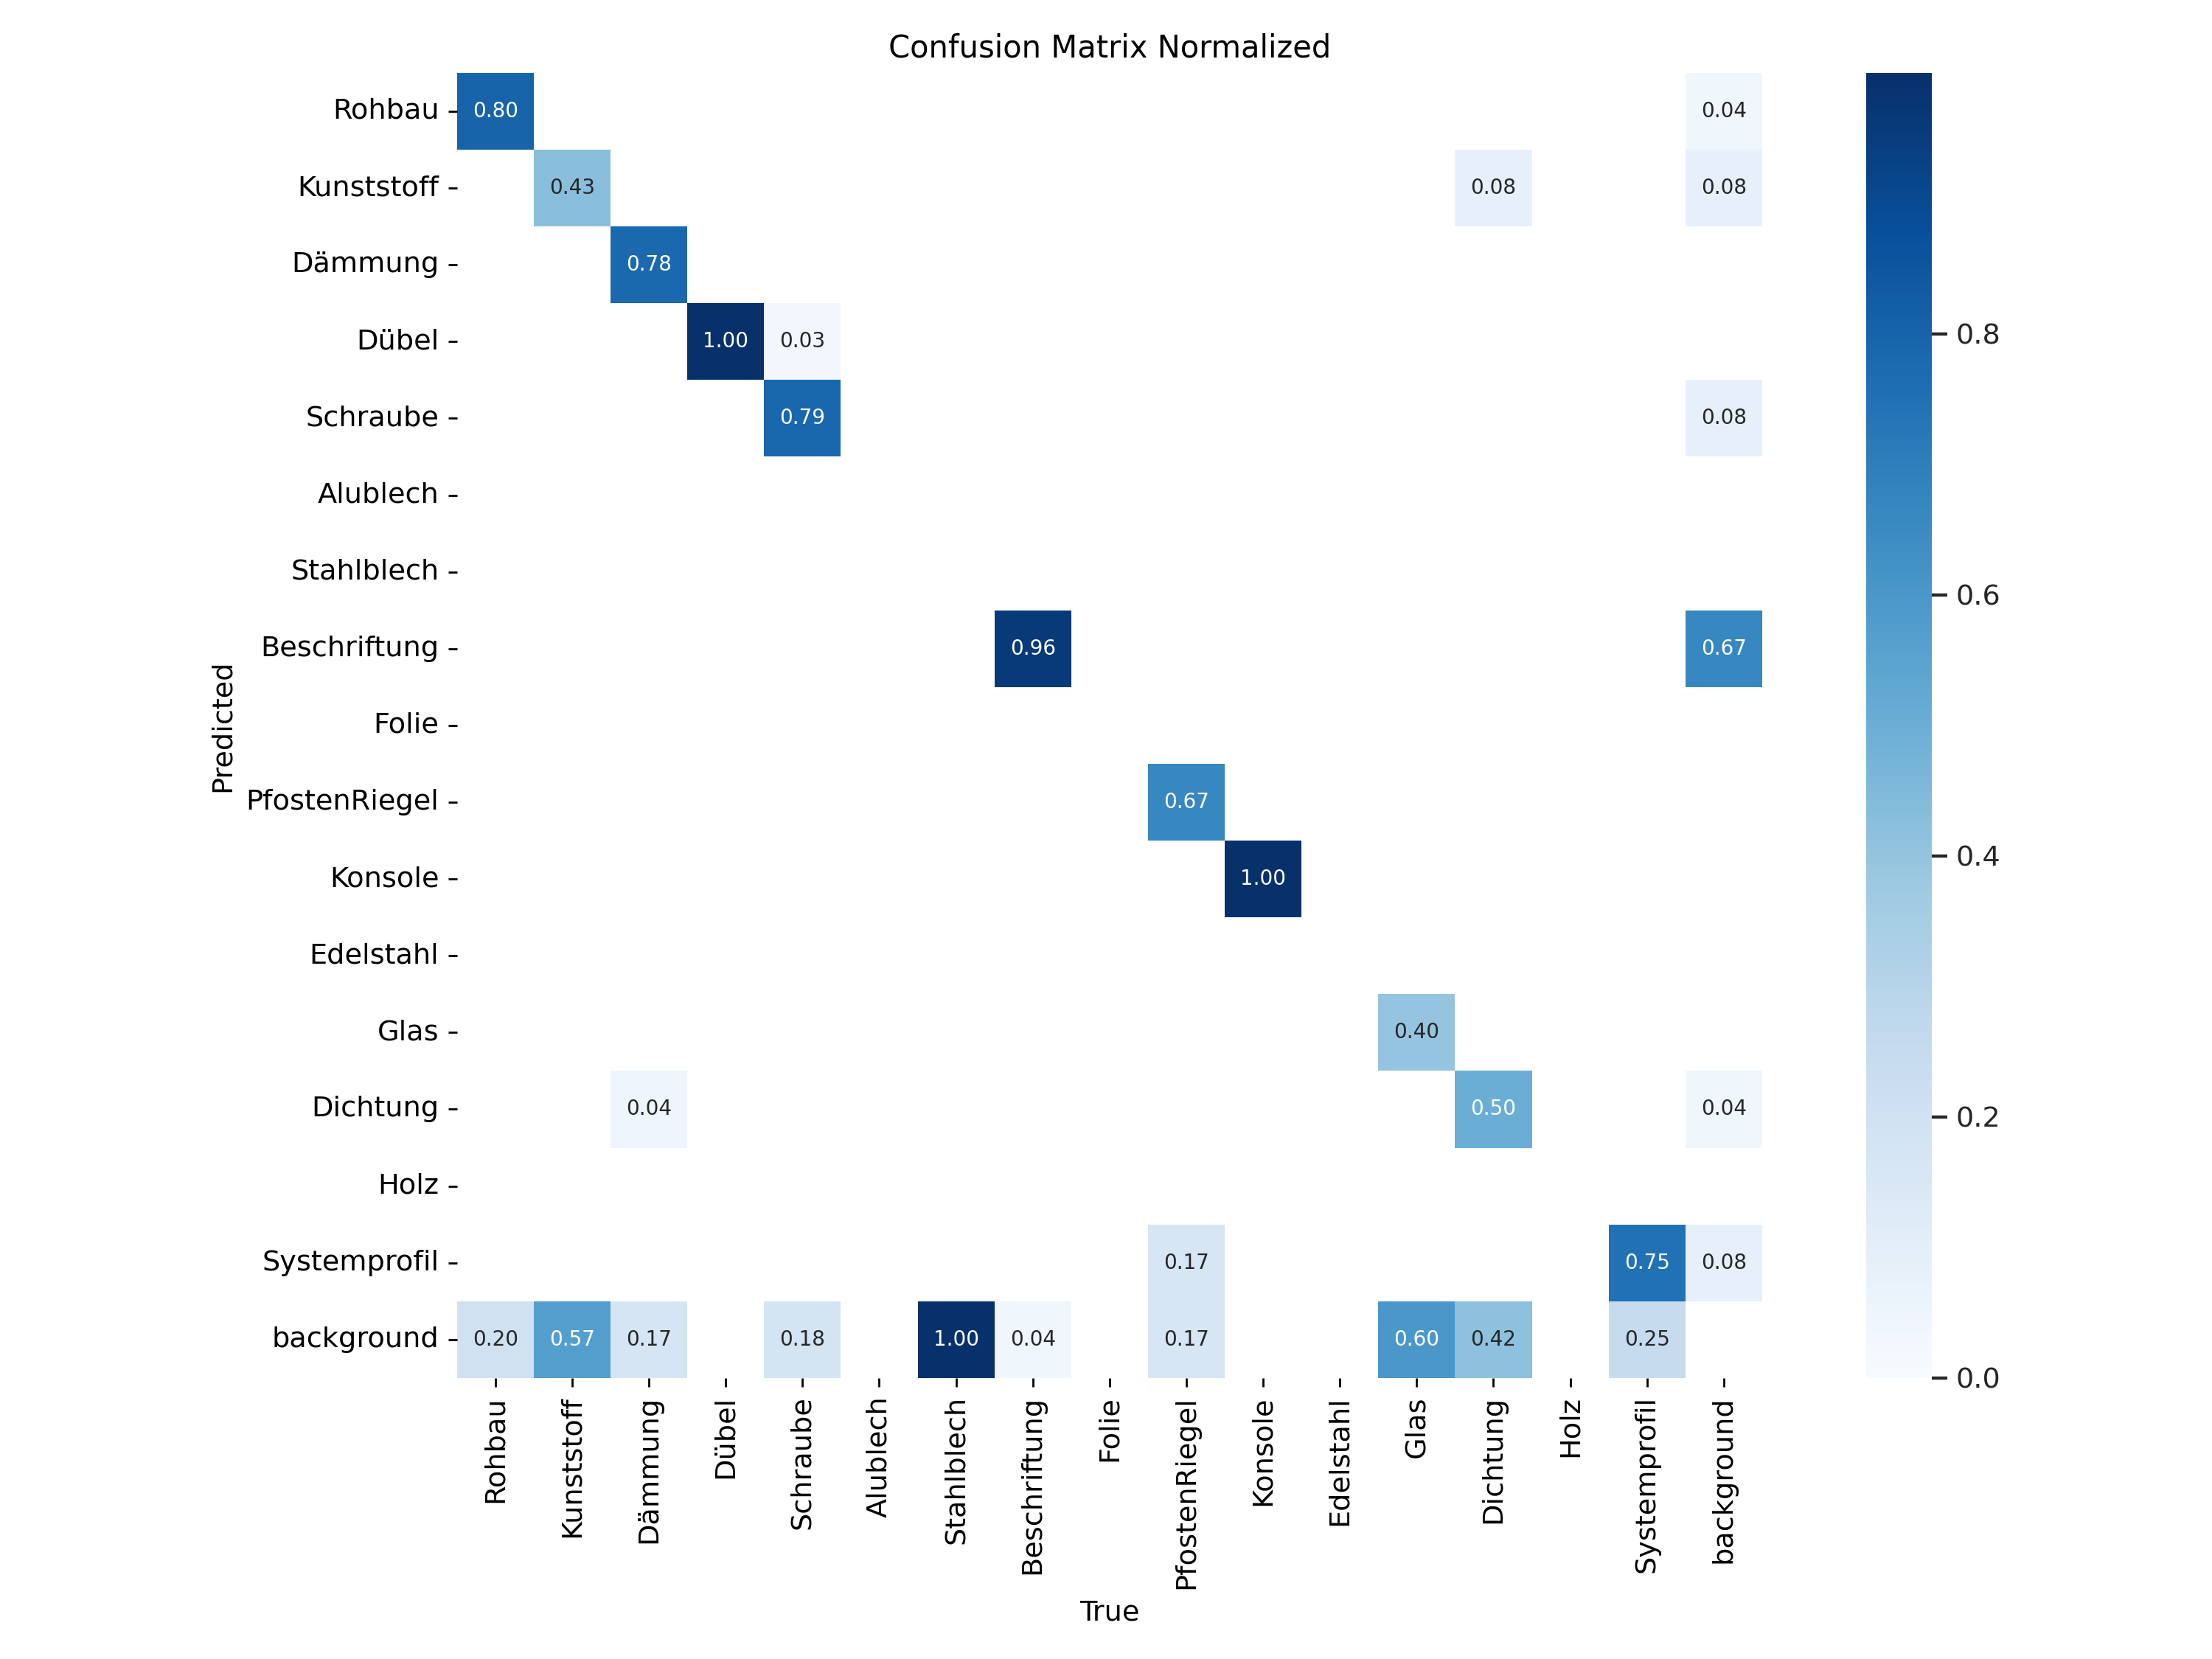 Confusion Matrix Normalized
Rohbau
0.80
0.04
Kunststoff
0.43
0.08
0.08
Dämmung
0.78
Dübel
1.00
0.03
0.8
Schraube
0.79
0.08
Alublech
Stahlblech
0.6
Beschriftung
0.96
0.67
Predicted
Folie
PfostenRiegel
0.67
0.4
Konsole
1.00
Edelstahl
Glas
0.40
Dichtung
0.04
0.50
0.04
0.2
Holz
Systemprofil
0.17
0.75
0.08
background
0.20
0.57
0.17
0.18
1.00
0.04
0.17
0.60
0.42
0.25
0.0
Rohbau
Kunststoff
Dämmung
Dübel
Schraube
Alublech
Stahlblech
Beschriftung
Folie
PfostenRiegel
Konsole
Edelstahl
Glas
Dichtung
Holz
Systemprofil
background
True